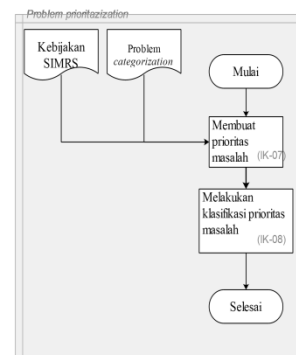 Problem prioritazization
Kebijakan
SIMRS
Problem
categorization
Mulai
Membuat
prioritas
masalah (IK-07)
Melakukan
klasifikasi prioritas
masalah
(IK-08)
Selesai